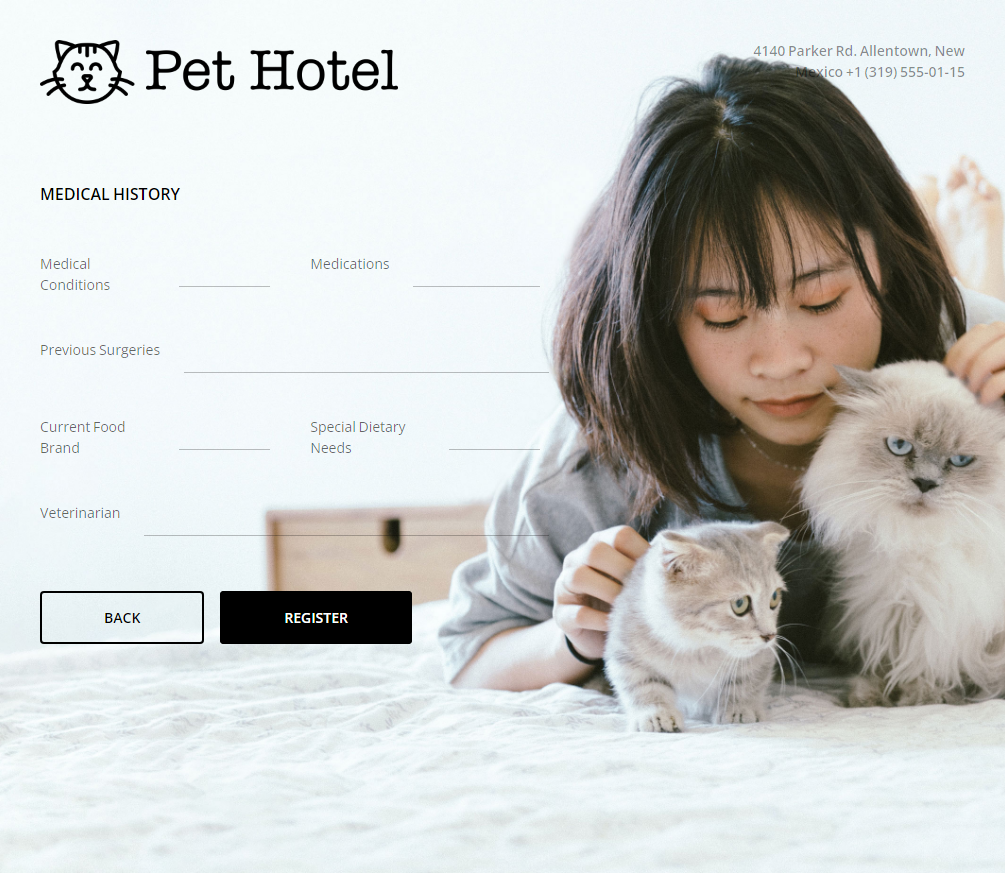 Pet Hotel
4140 Parker Rd. Allentown, New
Mexico +1 (319) 555-01-15
MEDICAL HISTORY
Medical
Conditions
Medications
Previous Surgeries
Current Food
Brand
Special Dietary
Needs
Veterinarian
BACK
REGISTER